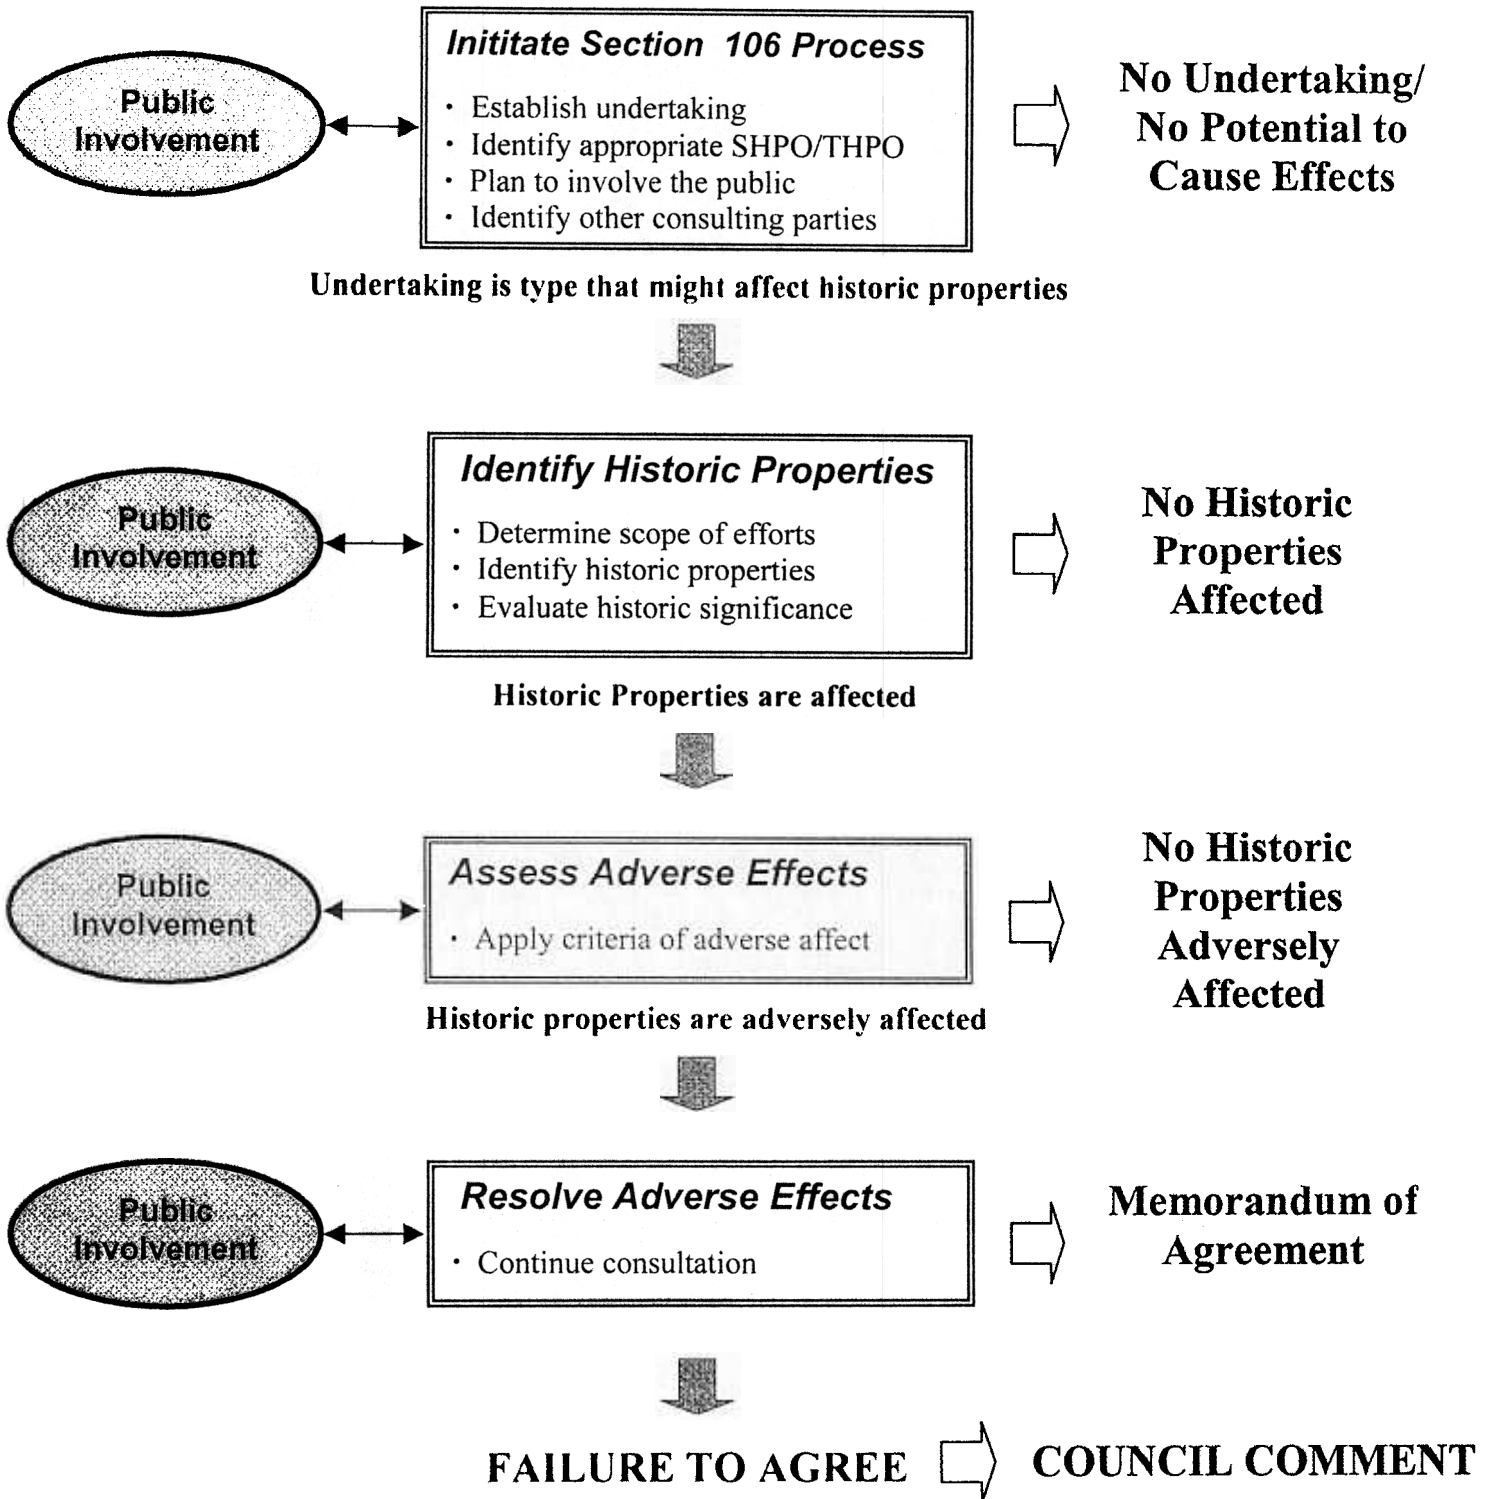 Inititate Section 106 Process
Public
Involvement
· Establish undertaking
· Identify appropriate SHPO/THPO
· Plan to involve the public
· Identify other consulting parties
No Undertaking/
No Potential to
Cause Effects
Undertaking is type that might affect historic properties
Identify Historic Properties
Public
Involvement
· Determine scope of efforts
· Identify historic properties
· Evaluate historic significance
No Historic
Properties
Affected
Historic Properties are affected
Assess Adverse Effects
Public
Involvement
· Apply criteria of adverse affect
No Historic
Properties
Adversely
Affected
Historic properties are adversely affected
Resolve Adverse Effects
Public
Involvement
· Continue consultation
Memorandum of
Agreement
FAILURE TO AGREE
COUNCIL COMMENT